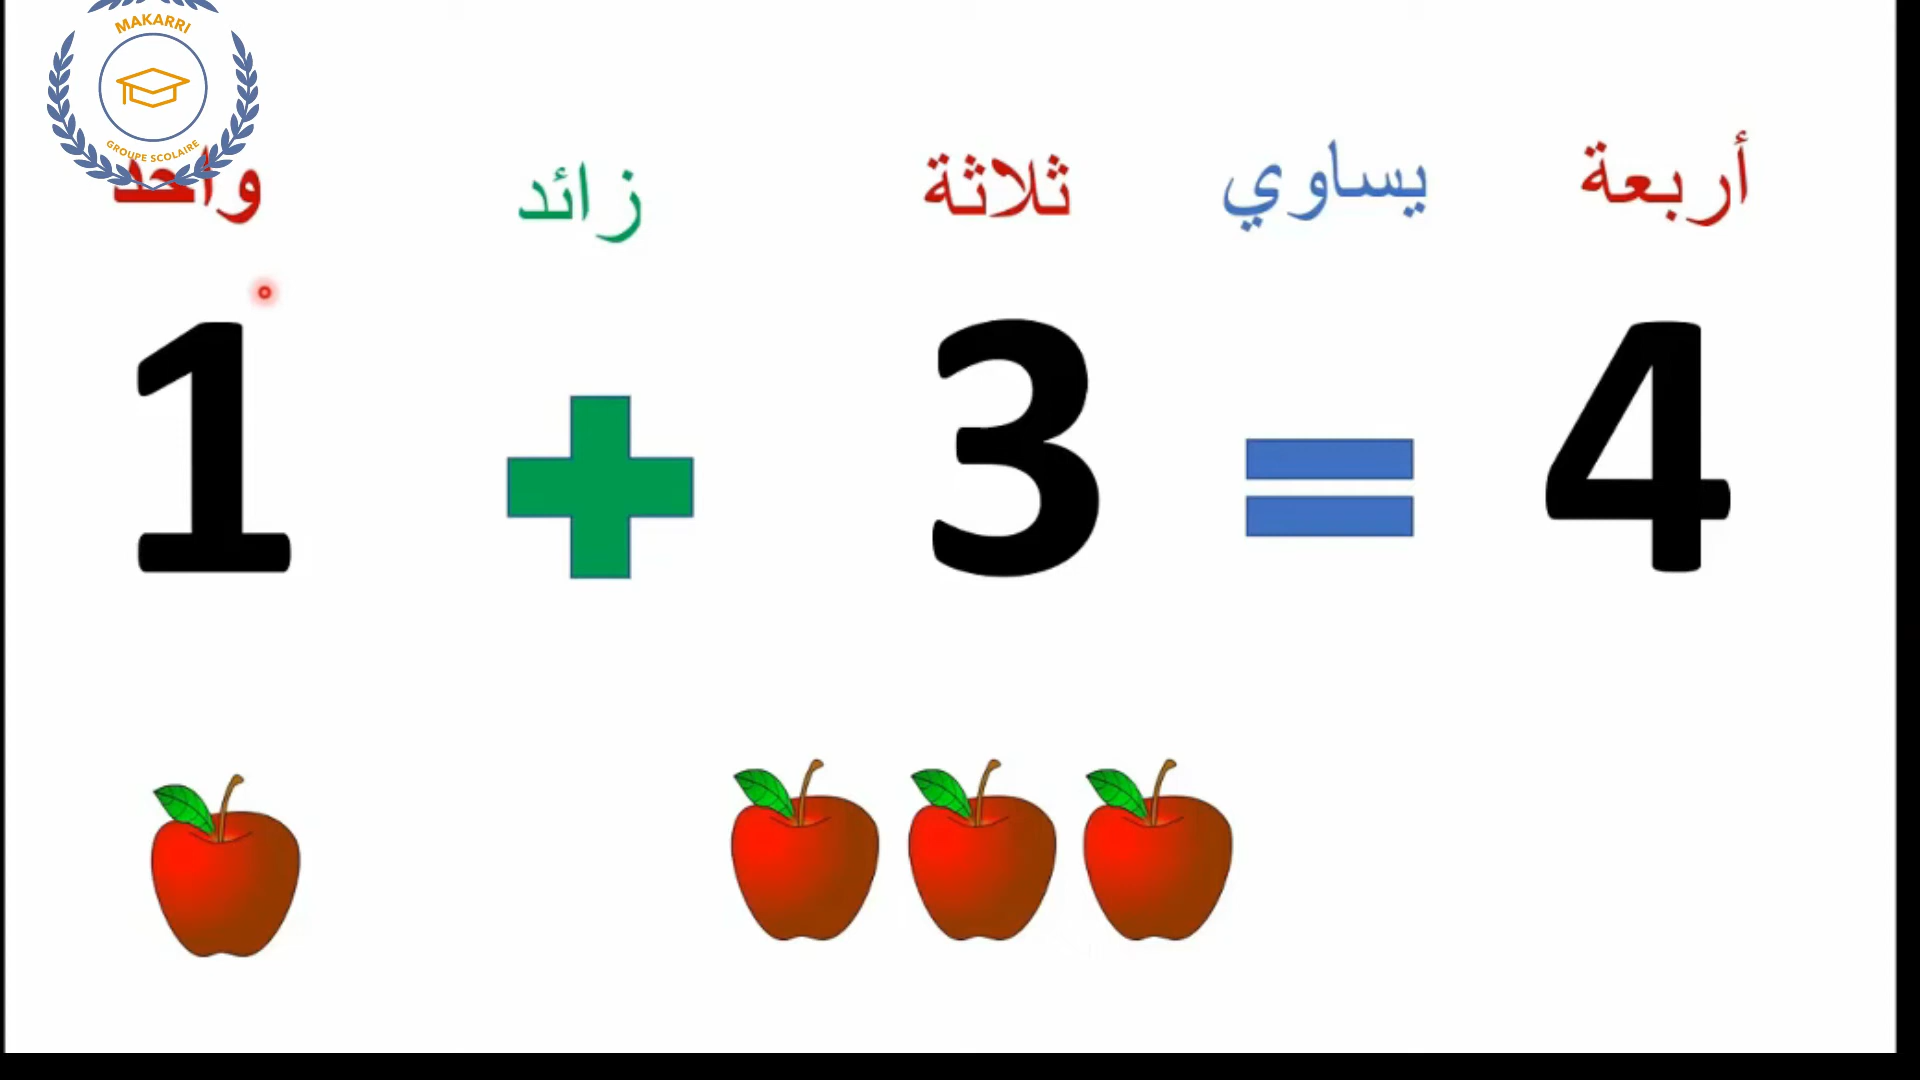 MAKARRI
GROUPE SCOLAIRE
واحد زائد ثلاثة يساوي أربعة
1 + 3 = 4